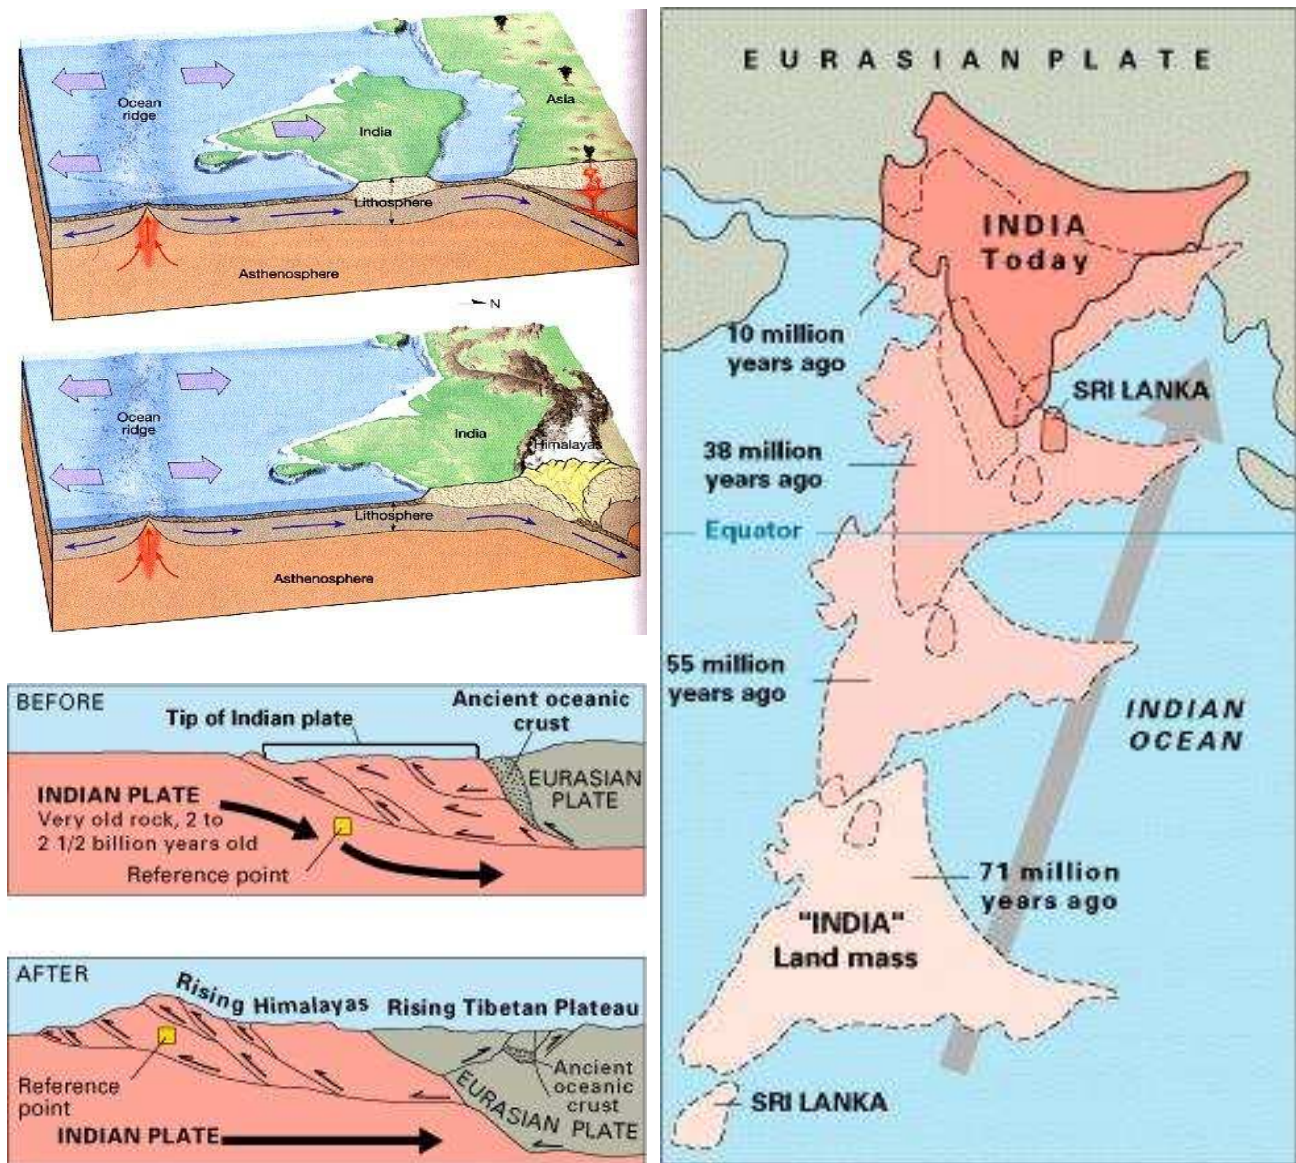 Ocean
ridge
India
Asia
Lithosphere
Asthenosphere
N
Ocean
ridge
India
Himalayas
Lithosphere
Asthenosphere
BEFORE
Tip of Indian plate
Ancient oceanic
crust
EURASIAN
PLATE
INDIAN PLATE
Very old rock, 2 to
2 1/2 billion years old
Reference point
AFTER
Rising Himalayas
Rising Tibetan Plateau
Reference
point
Ancient
oceanic
crust
EURASIAN PLATE
INDIAN PLATE
EURASIAN PLATE
INDIA
Today
10 million
years ago
SRI LANKA
38 million
years ago
Equator
55 million
years ago
INDIAN
OCEAN
71 million
years ago
"INDIA"
Land mass
SRI LANKA